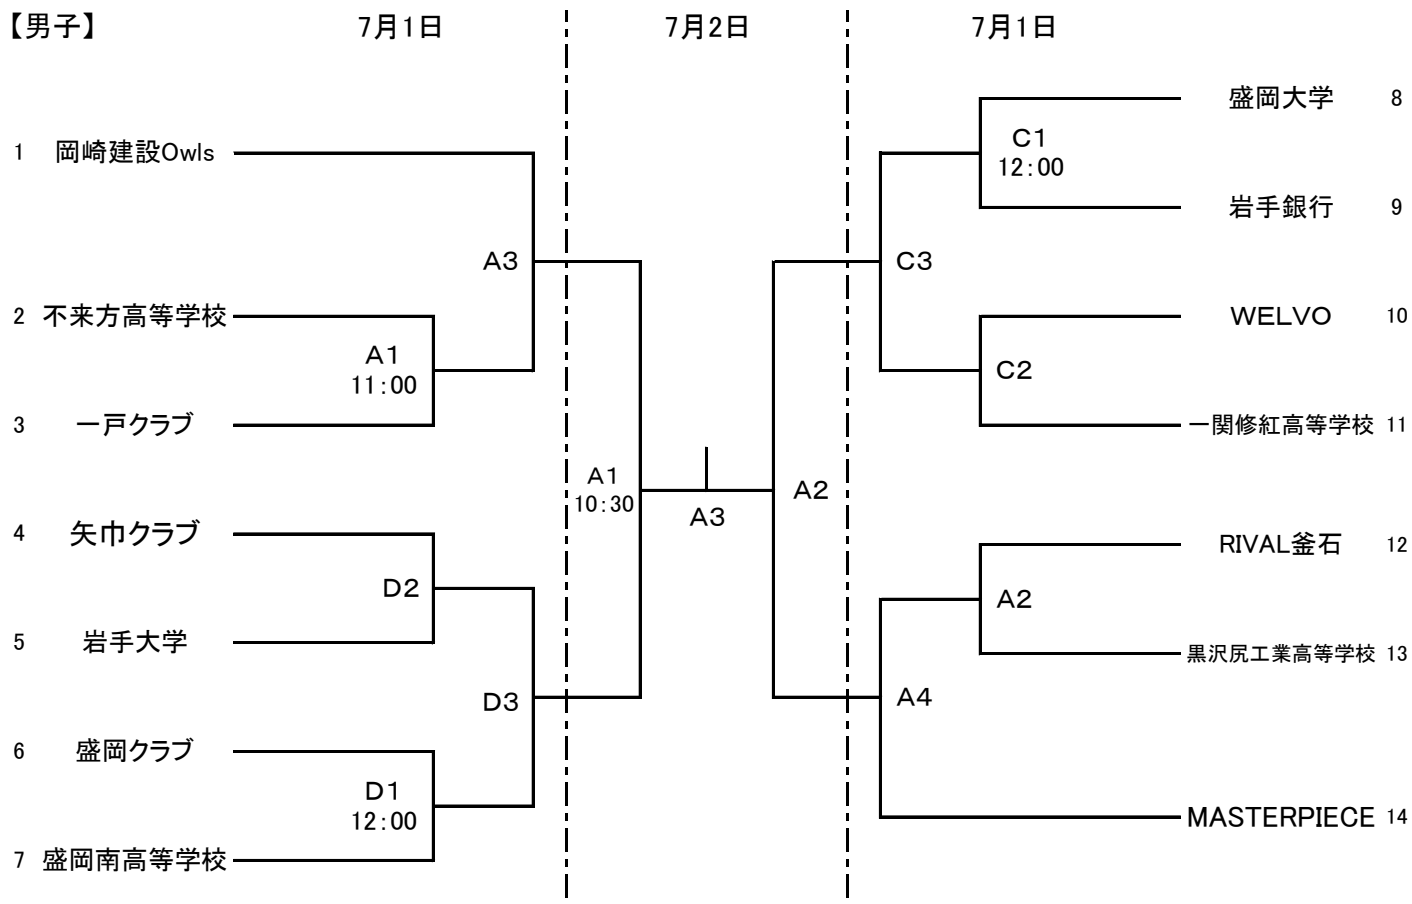 【男子】 7月1日 7月2日 7月1日
盛岡大学 8
C1
12:00
1 岡崎建設Owls
岩手銀行 9
A3
C3
2 不来方高等学校
WELVO 10
A1
11:00
C2
3 一戸クラブ
一関修紅高等学校 11
A1
10:30
A2
A3
4 矢巾クラブ
RIVAL釜石 12
D2
A2
5 岩手大学
黒沢尻工業高等学校 13
D3
A4
6 盛岡クラブ
D1
12:00
MASTERPIECE 14
7 盛岡南高等学校